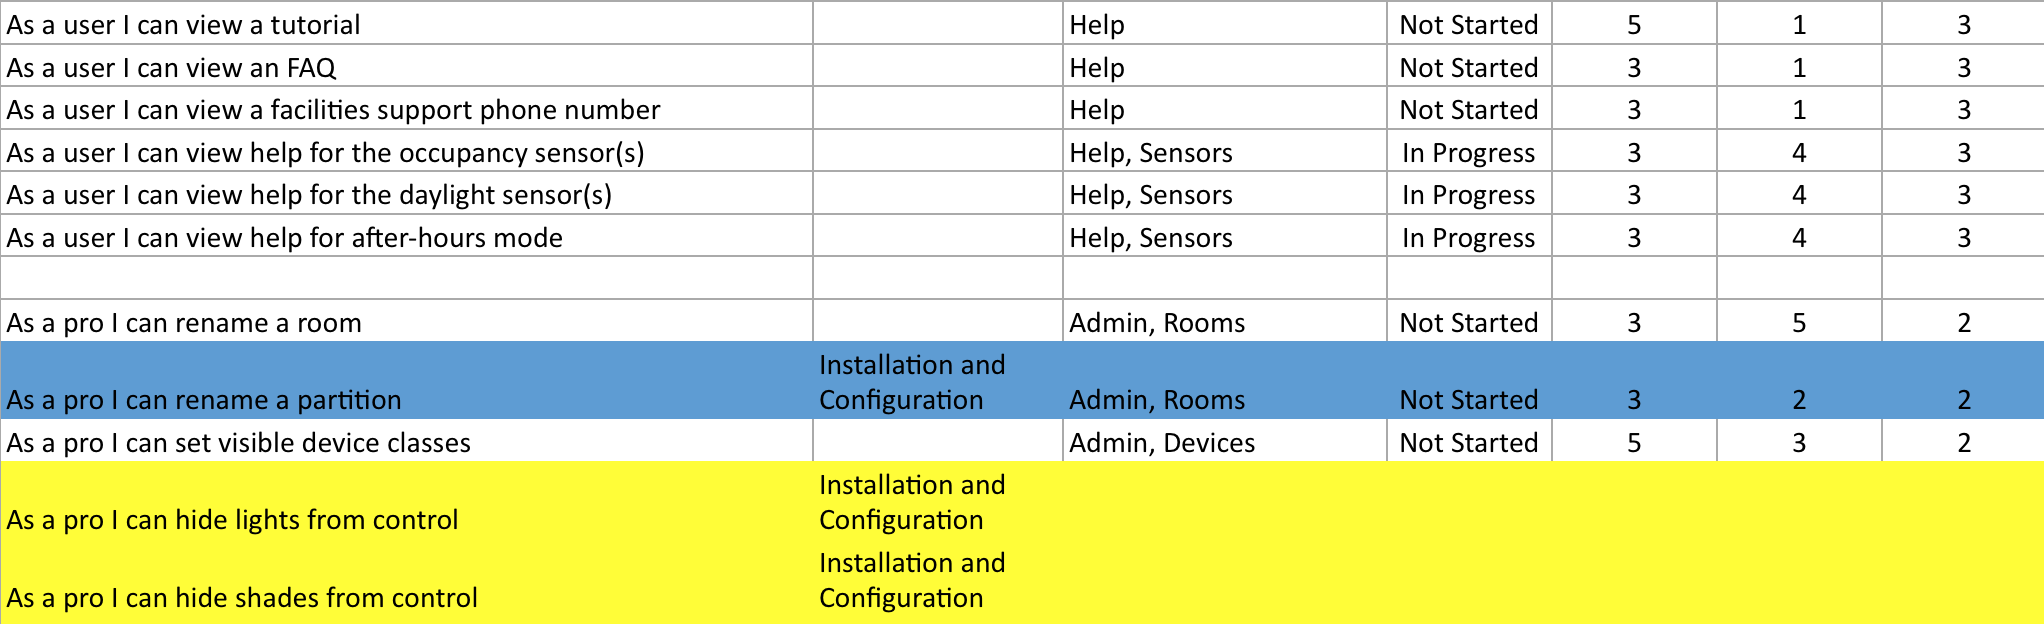 As a user I can view a tutorial Help Not Started 5 1 3
As a user I can view an FAQ Help Not Started 3 1 3
As a user I can view a facilities support phone number Help Not Started 3 1 3
As a user I can view help for the occupancy sensor(s) Help, Sensors In Progress 3 4 3
As a user I can view help for the daylight sensor(s) Help, Sensors In Progress 3 4 3
As a user I can view help for after-hours mode Help, Sensors In Progress 3 4 3
As a pro I can rename a room Admin, Rooms Not Started 3 5 2
Installation and
As a pro I can rename a partition Configuration Admin, Rooms Not Started 3 2 2
As a pro I can set visible device classes Admin, Devices Not Started 5 3 2
Installation and
As a pro I can hide lights from control Configuration
Installation and
As a pro I can hide shades from control Configuration